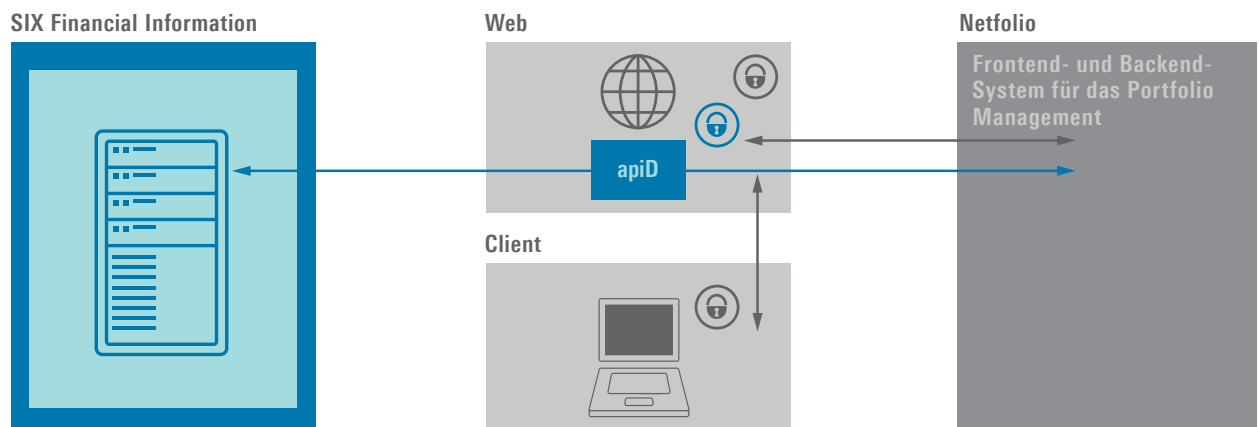 SIX Financial Information
Web
Netfolio
Frontend- und Backend-
System für das Portfolio
Management
apiD
Client